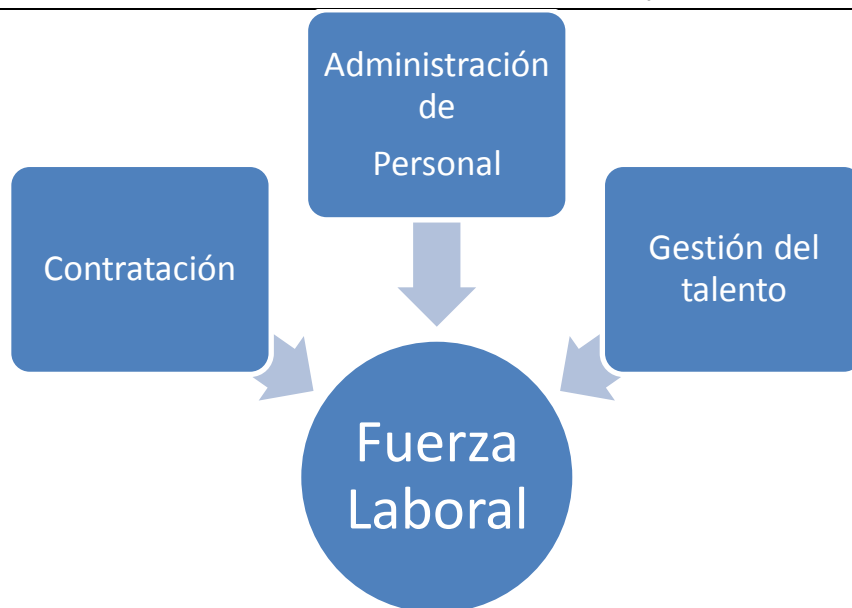 Administración
de
Personal
Contratación
Gestión del
talento
Fuerza
Laboral